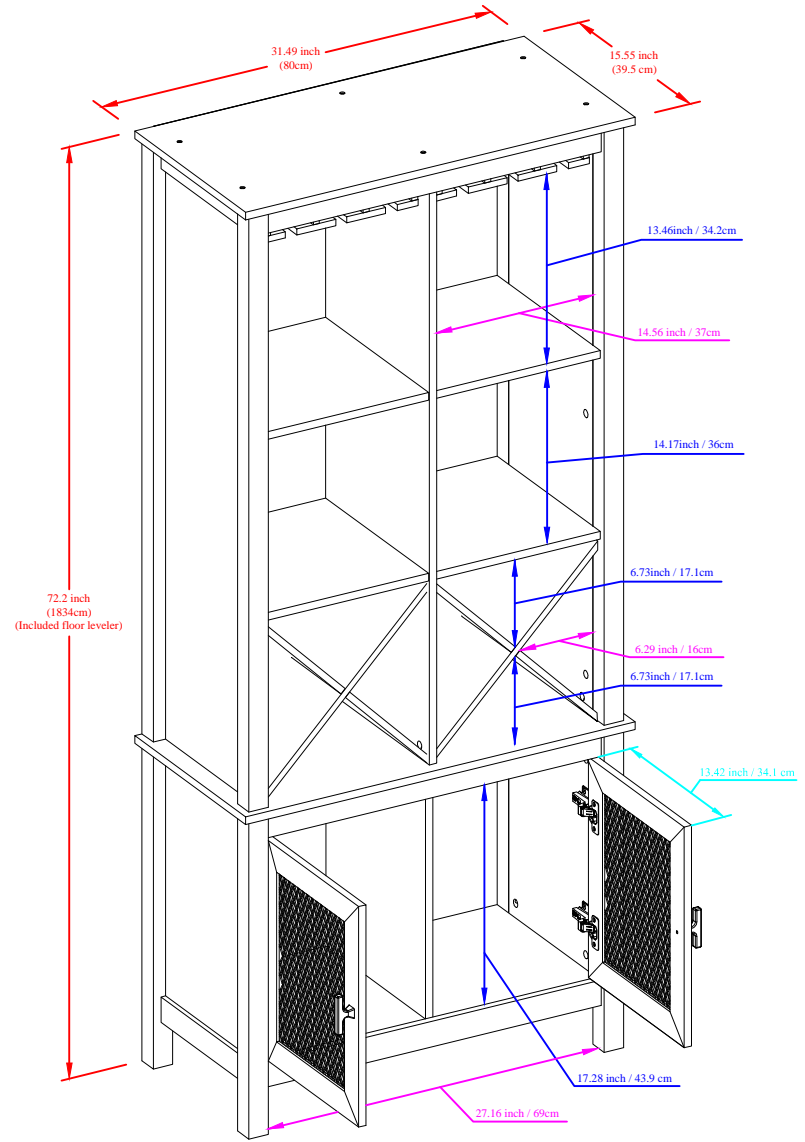 31.49 inch
(80cm)
15.55 inch
(39.5 cm)
13.46inch / 34.2cm
14.56 inch / 37cm
14.17inch / 36cm
6.73inch / 17.1cm
72.2 inch
(1834cm)
(Included floor leveler)
6.29 inch / 16cm
6.73inch / 17.1cm
13.42 inch / 34.1 cm
17.28 inch / 43.9 cm
27.16 inch / 69cm